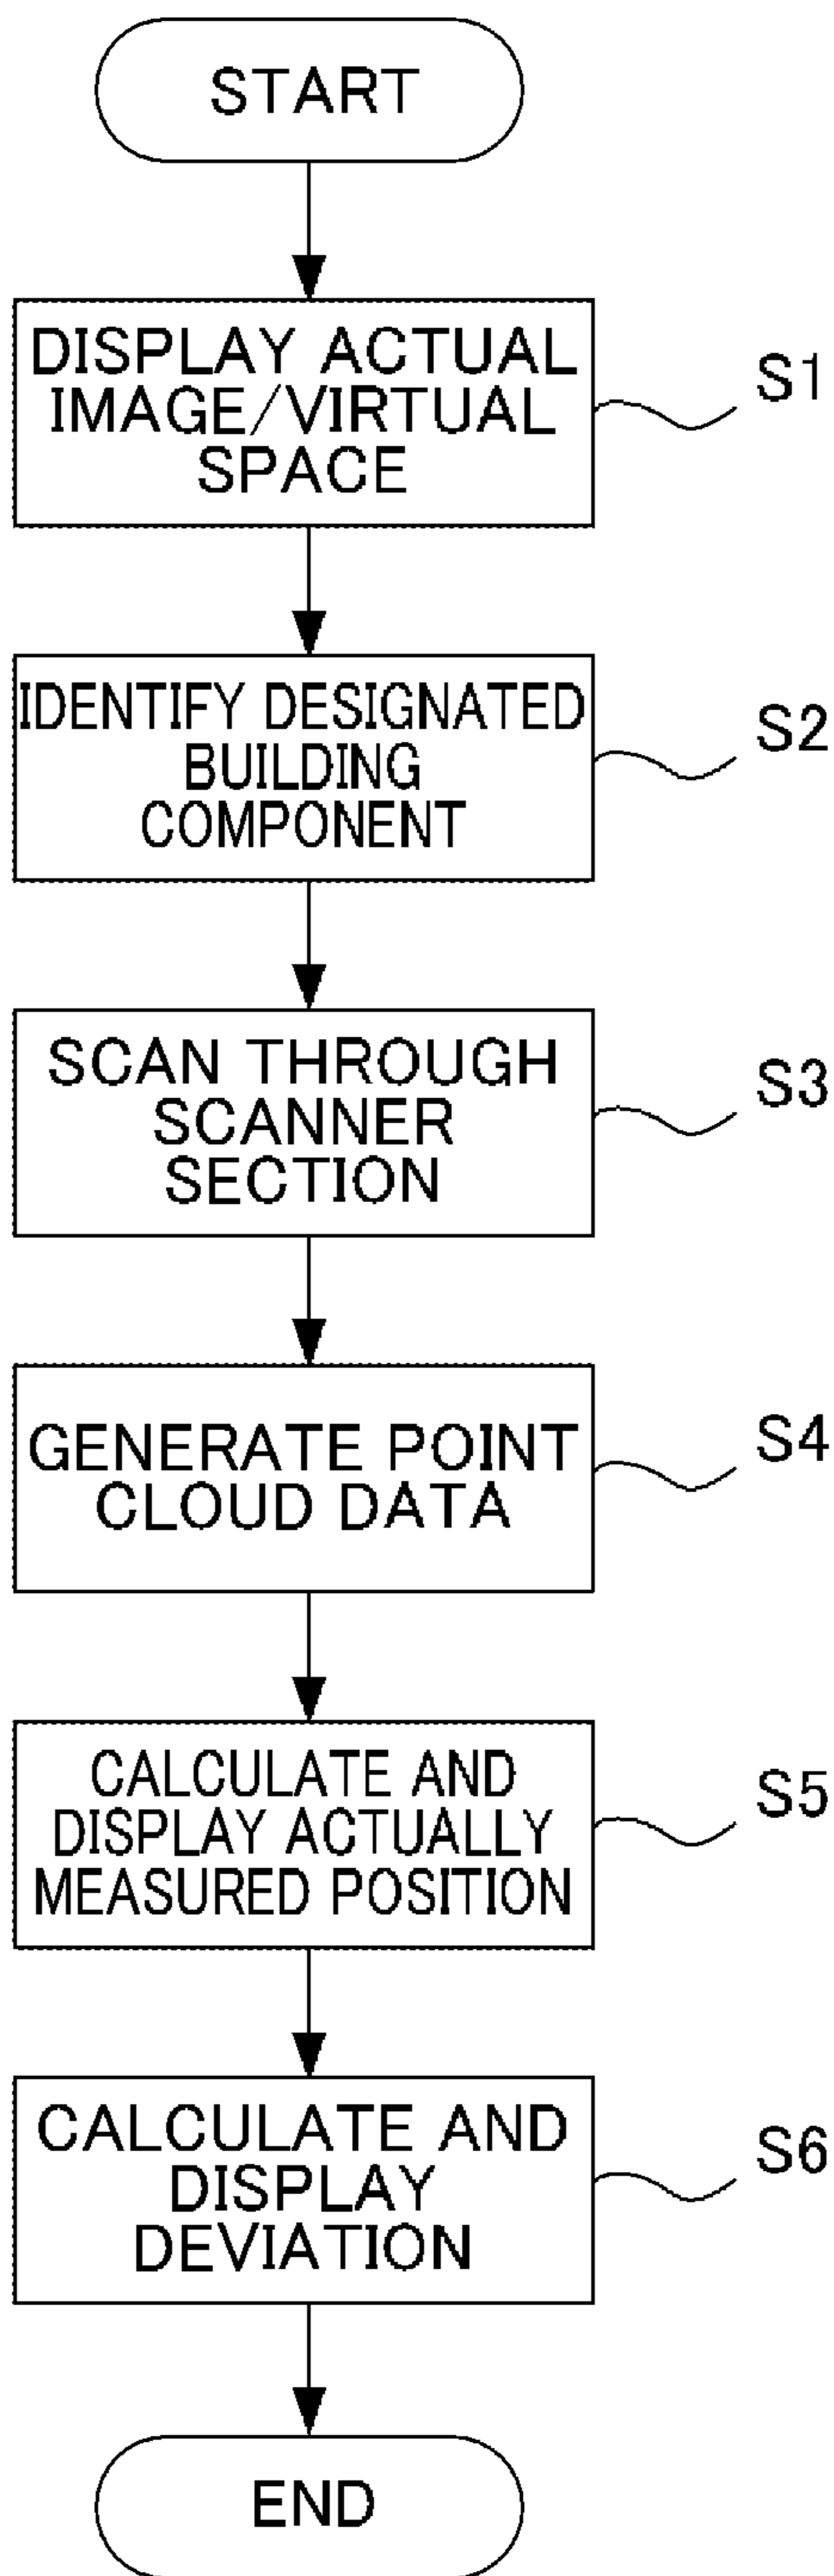 START
DISPLAY ACTUAL
IMAGE/VIRTUAL
SPACE
S1
IDENTIFY DESIGNATED
BUILDING
COMPONENT
S2
SCAN THROUGH
SCANNER
SECTION
S3
GENERATE POINT
CLOUD DATA
S4
CALCULATE AND
DISPLAY ACTUALLY
MEASURED POSITION
S5
CALCULATE AND
DISPLAY
DEVIATION
S6
END